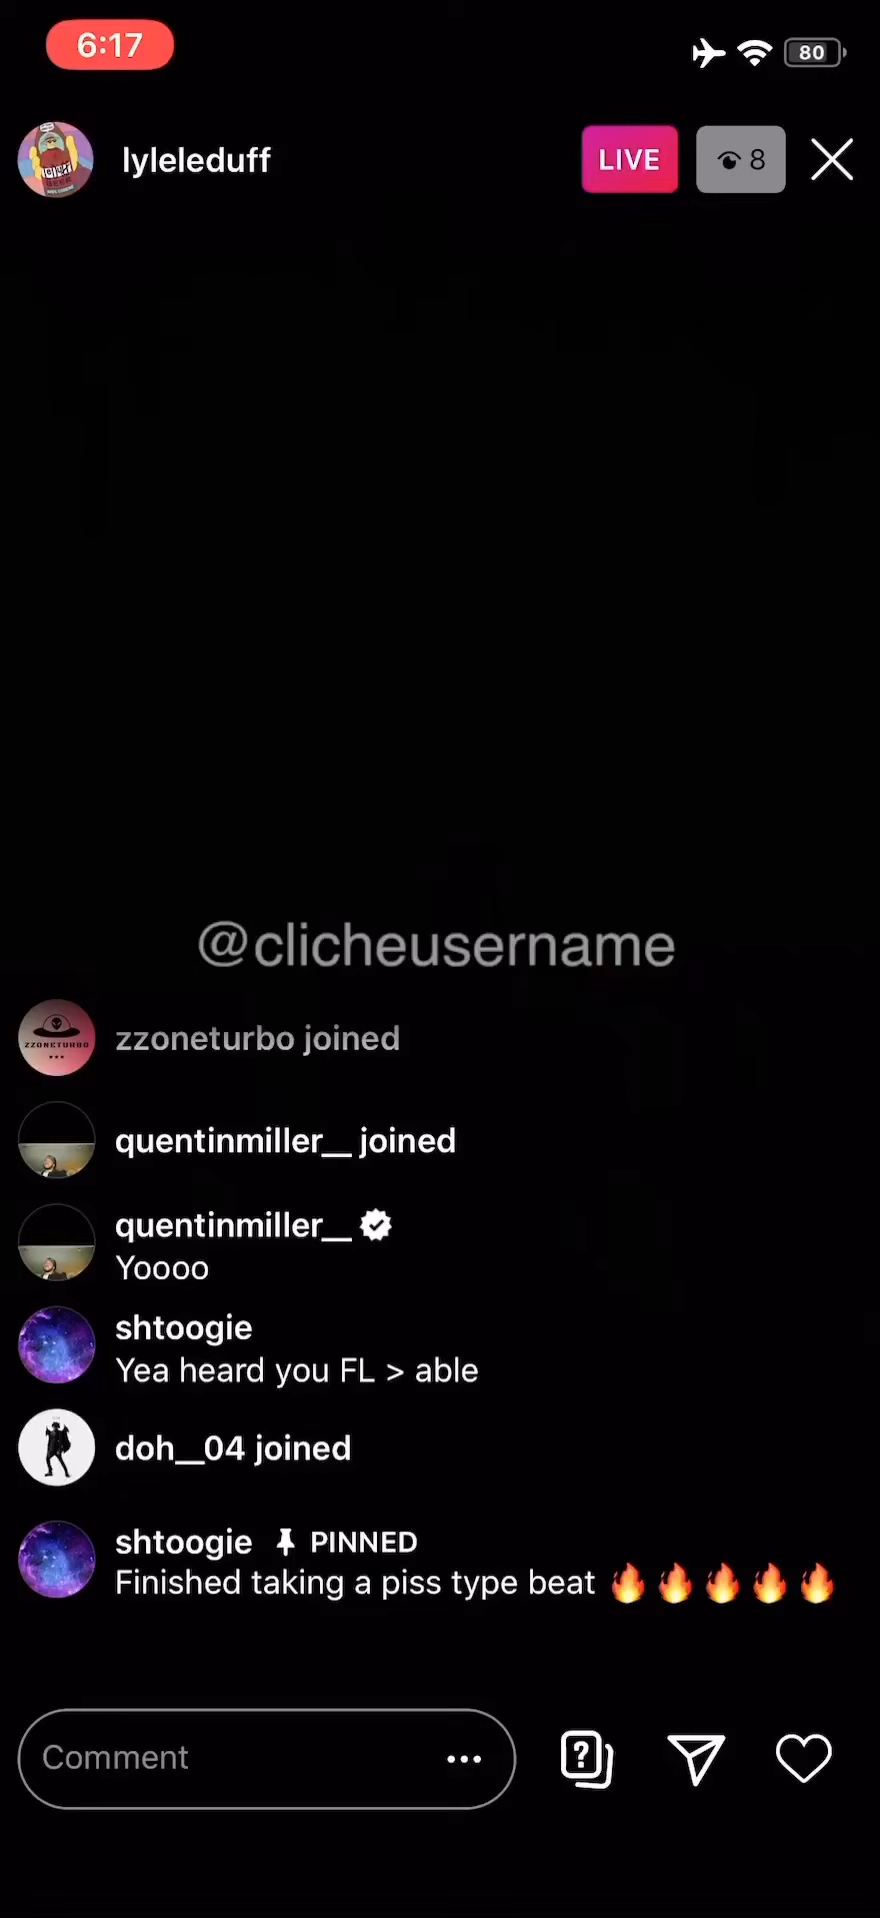 6:17
80
lyleleduff
LIVE
8
@clicheusername
ZZONETURBO
zzoneturbo joined
quentinmiller__ joined
quentinmiller__
Yoooo
shtoogie
Yea heard you FL > able
doh__04 joined
shtoogie PINNED
Finished taking a piss type beat 🔥🔥🔥🔥🔥
Comment